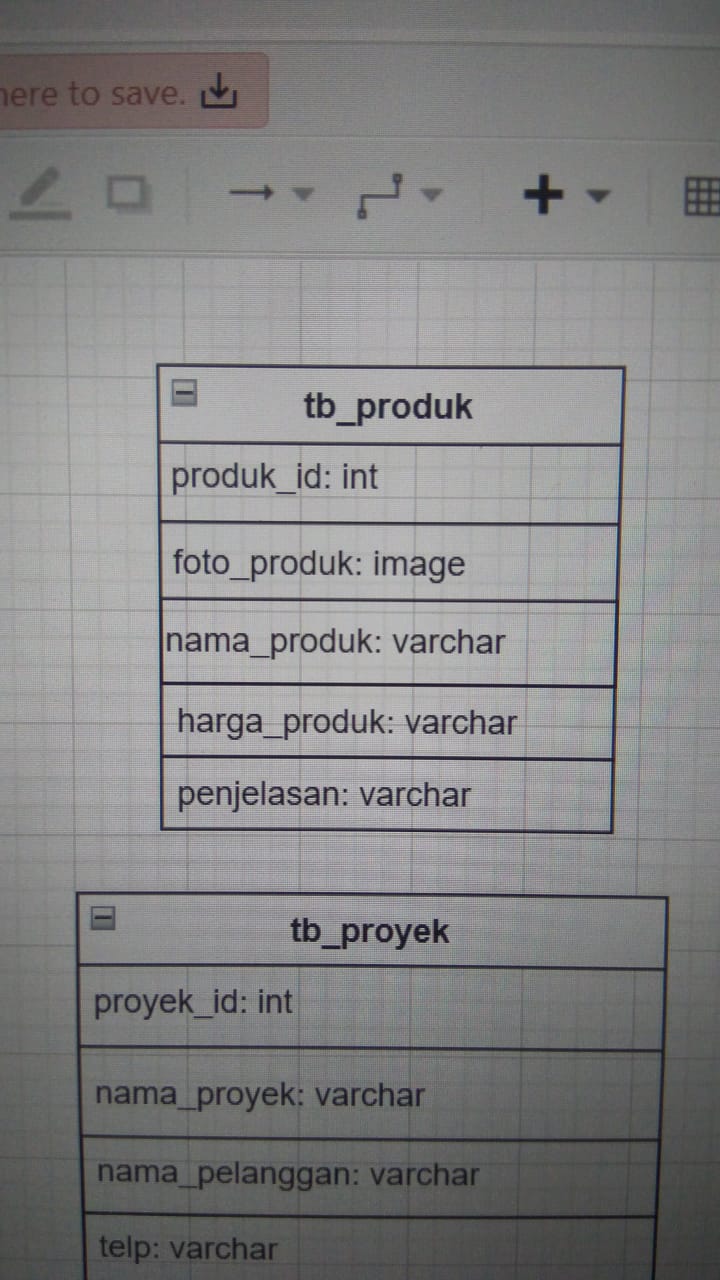 here to save.
tb_produk
produk_id: int
foto_produk: image
nama_produk: varchar
harga_produk: varchar
penjelasan: varchar
tb_proyek
proyek_id: int
nama_proyek: varchar
nama_pelanggan: varchar
telp: varchar